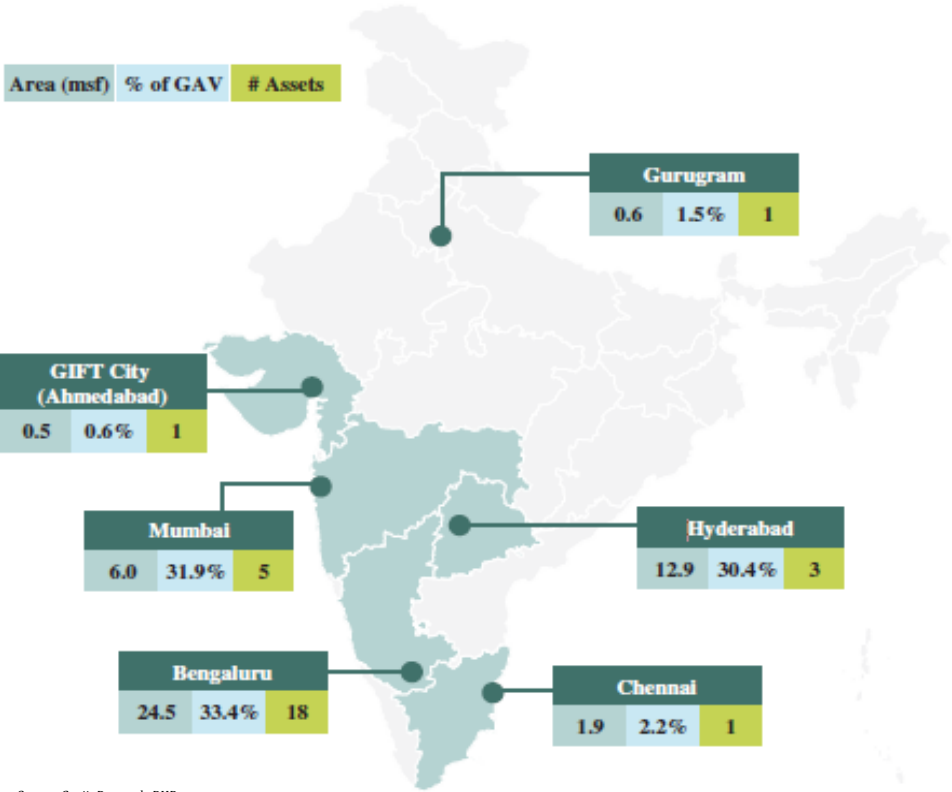 Area (msf) % of GAV # Assets
Gurugram
0.6 1.5% 1
GIFT City
(Ahmedabad)
0.5 0.6% 1
Mumbai
6.0 31.9% 5
Hyderabad
12.9 30.4% 3
Bengaluru
24.5 33.4% 18
Chennai
1.9 2.2% 1